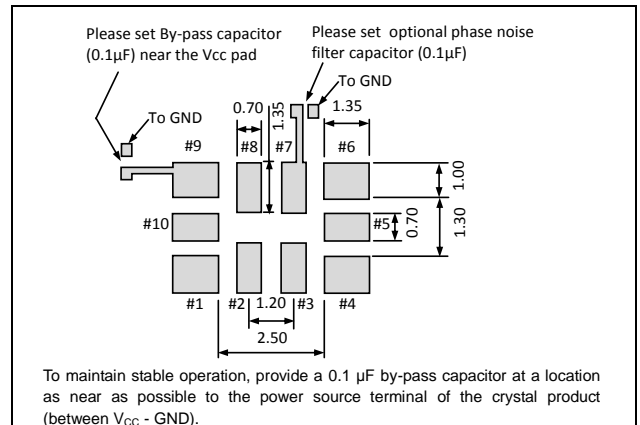 Please set By-pass capacitor
(0.1µF) near the Vcc pad
Please set optional phase noise
filter capacitor (0.1µF)
To GND
To GND
0.70
1.35
1.35
#9
#8
#7
#6
1.00
#10
#5
0.70
1.30
#1
#2
1.20
#3
#4
2.50
To maintain stable operation, provide a 0.1 µF by-pass capacitor at a location
as near as possible to the power source terminal of the crystal product
(between VCC - GND).